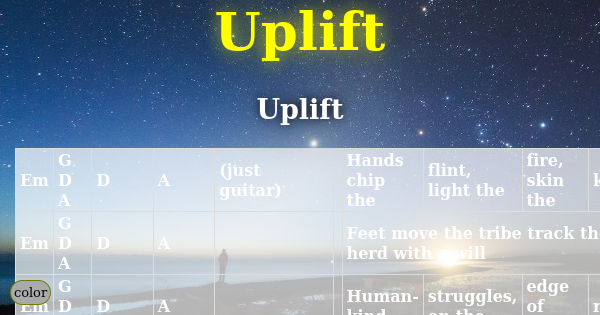 Uplift
Uplift
Em G D A D A (just guitar) Hands chip the flint, light the fire, skin the
Em G D A D A Feet move the tribe track the herd with a will
color
Em G D D A Human-kind struggles, on the edge of